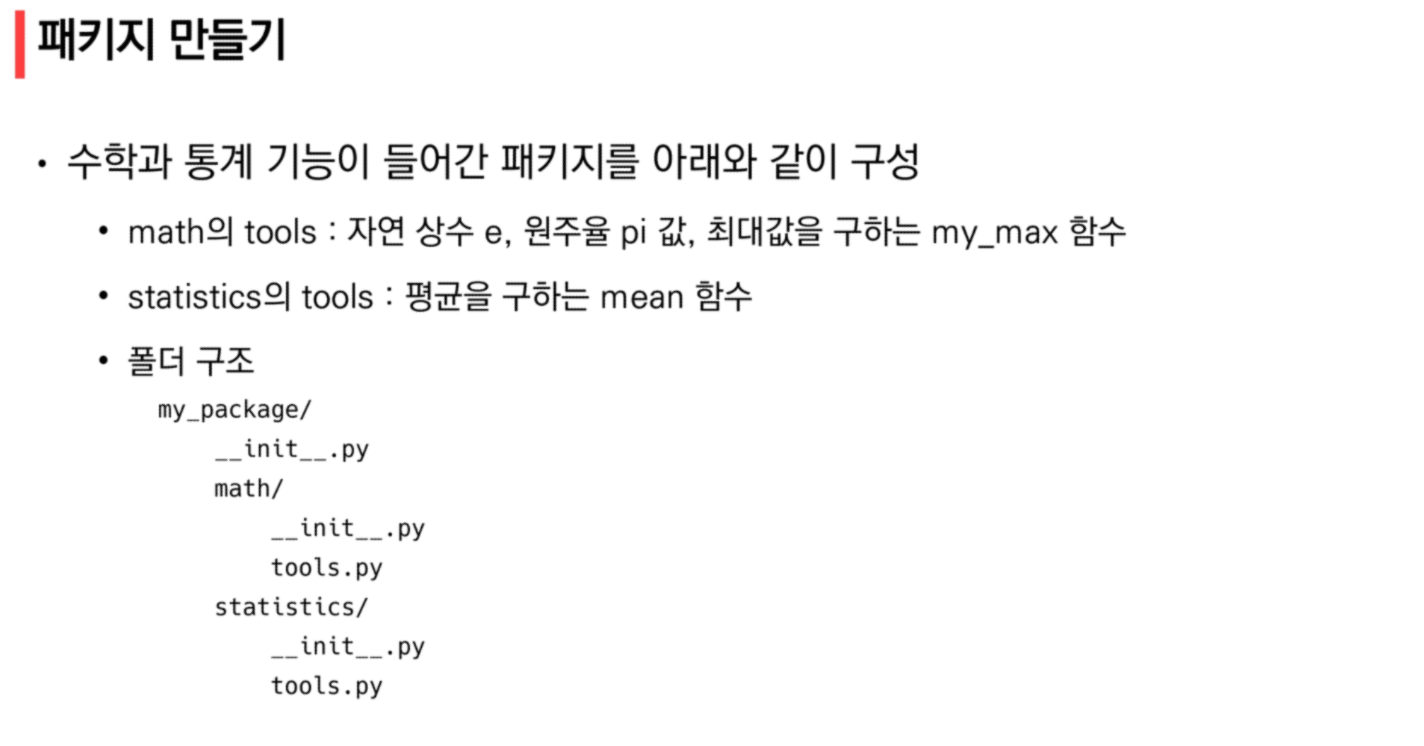 패키지 만들기
• 수학과 통계 기능이 들어간 패키지를 아래와 같이 구성
• math의 tools : 자연 상수 e, 원주율 pi 값, 최대값을 구하는 my_max 함수
• statistics의 tools : 평균을 구하는 mean 함수
• 폴더 구조
my_package/
__init__.py
math/
__init__.py
tools.py
statistics/
__init__.py
tools.py